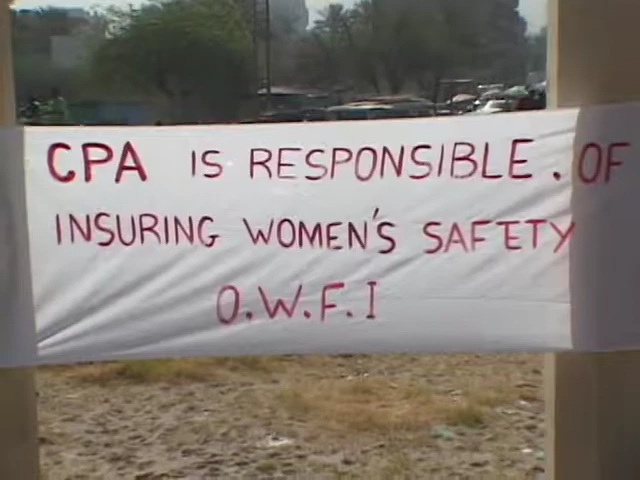 CPA IS RESPONSIBLE. OF
INSURING WOMEN'S SAFETY
O.W.F.I